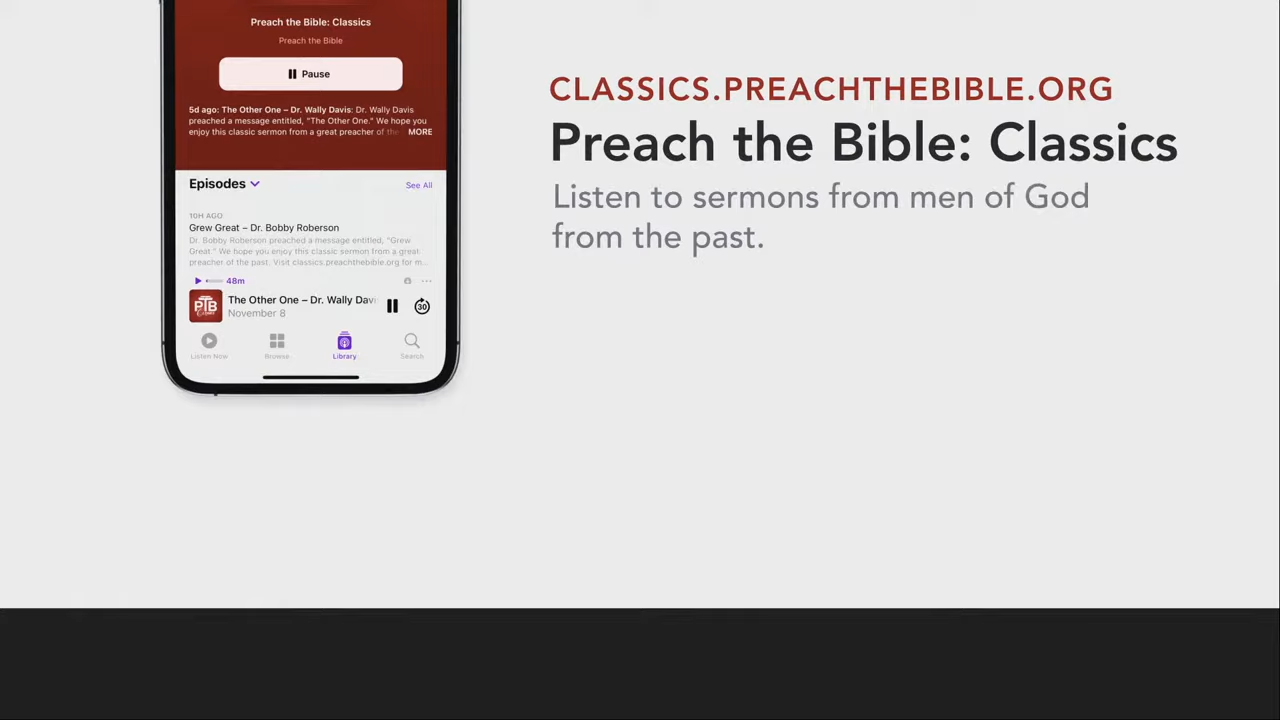 Preach the Bible: Classics
Preach the Bible
Pause
5d ago: The Other One – Dr. Wally Davis: Dr. Wally Davis
preached a message entitled, "The Other One." We hope you
enjoy this classic sermon from a great preacher of the MORE
Episodes
See All
10H AGO
Grew Great – Dr. Bobby Roberson
Dr. Bobby Roberson preached a message entitled, "Grew
Great." We hope you enjoy this classic sermon from a great
preacher of the past. Visit classics.preachthebible.org for m...
48m
PTB
Classics
The Other One – Dr. Wally Davi
November 8
30
Listen Now
Browse
Library
Search
CLASSICS.PREACHTHEBIBLE.ORG
Preach the Bible: Classics
Listen to sermons from men of God
from the past.